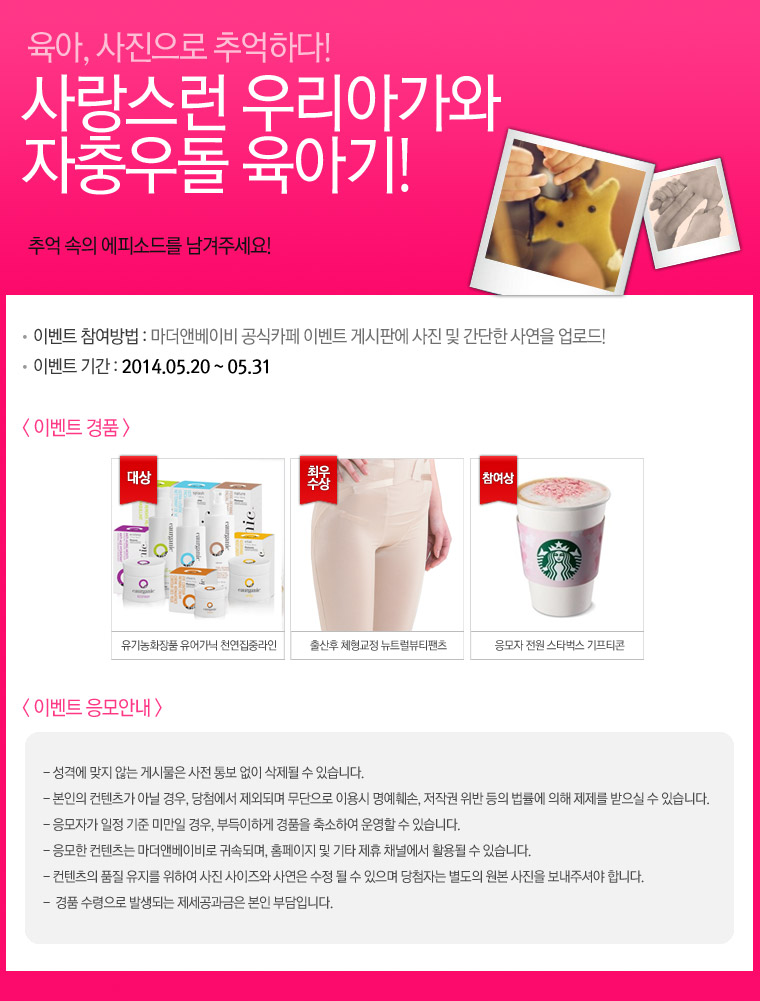 육아, 사진으로 추억하다!
사랑스런 우리아가와
자충우돌 육아기!
추억 속의 에피소드를 남겨주세요!
• 이벤트 참여방법 : 마더앤베이비 공식카페 이벤트 게시판에 사진 및 간단한 사연을 업로드!
• 이벤트 기간 : 2014.05.20 ~ 05.31
< 이벤트 경품 >
대상
최우
수상
참여상
유기농화장품 유어가닉 천연집중라인
출산후 체형교정 뉴트럴뷰티팬츠
응모자 전원 스타벅스 기프티콘
< 이벤트 응모안내 >
- 성격에 맞지 않는 게시물은 사전 통보 없이 삭제될 수 있습니다.
- 본인의 컨텐츠가 아닐 경우, 당첨에서 제외되며 무단으로 이용시 명예훼손, 저작권 위반 등의 법률에 의해 제제를 받으실 수 있습니다.
- 응모자가 일정 기준 미만일 경우, 부득이하게 경품을 축소하여 운영할 수 있습니다.
- 응모한 컨텐츠는 마더앤베이비로 귀속되며, 홈페이지 및 기타 제휴 채널에서 활용될 수 있습니다.
- 컨텐츠의 품질 유지를 위하여 사진 사이즈와 사연은 수정 될 수 있으며 당첨자는 별도의 원본 사진을 보내주셔야 합니다.
- 경품 수령으로 발생되는 제세공과금은 본인 부담입니다.